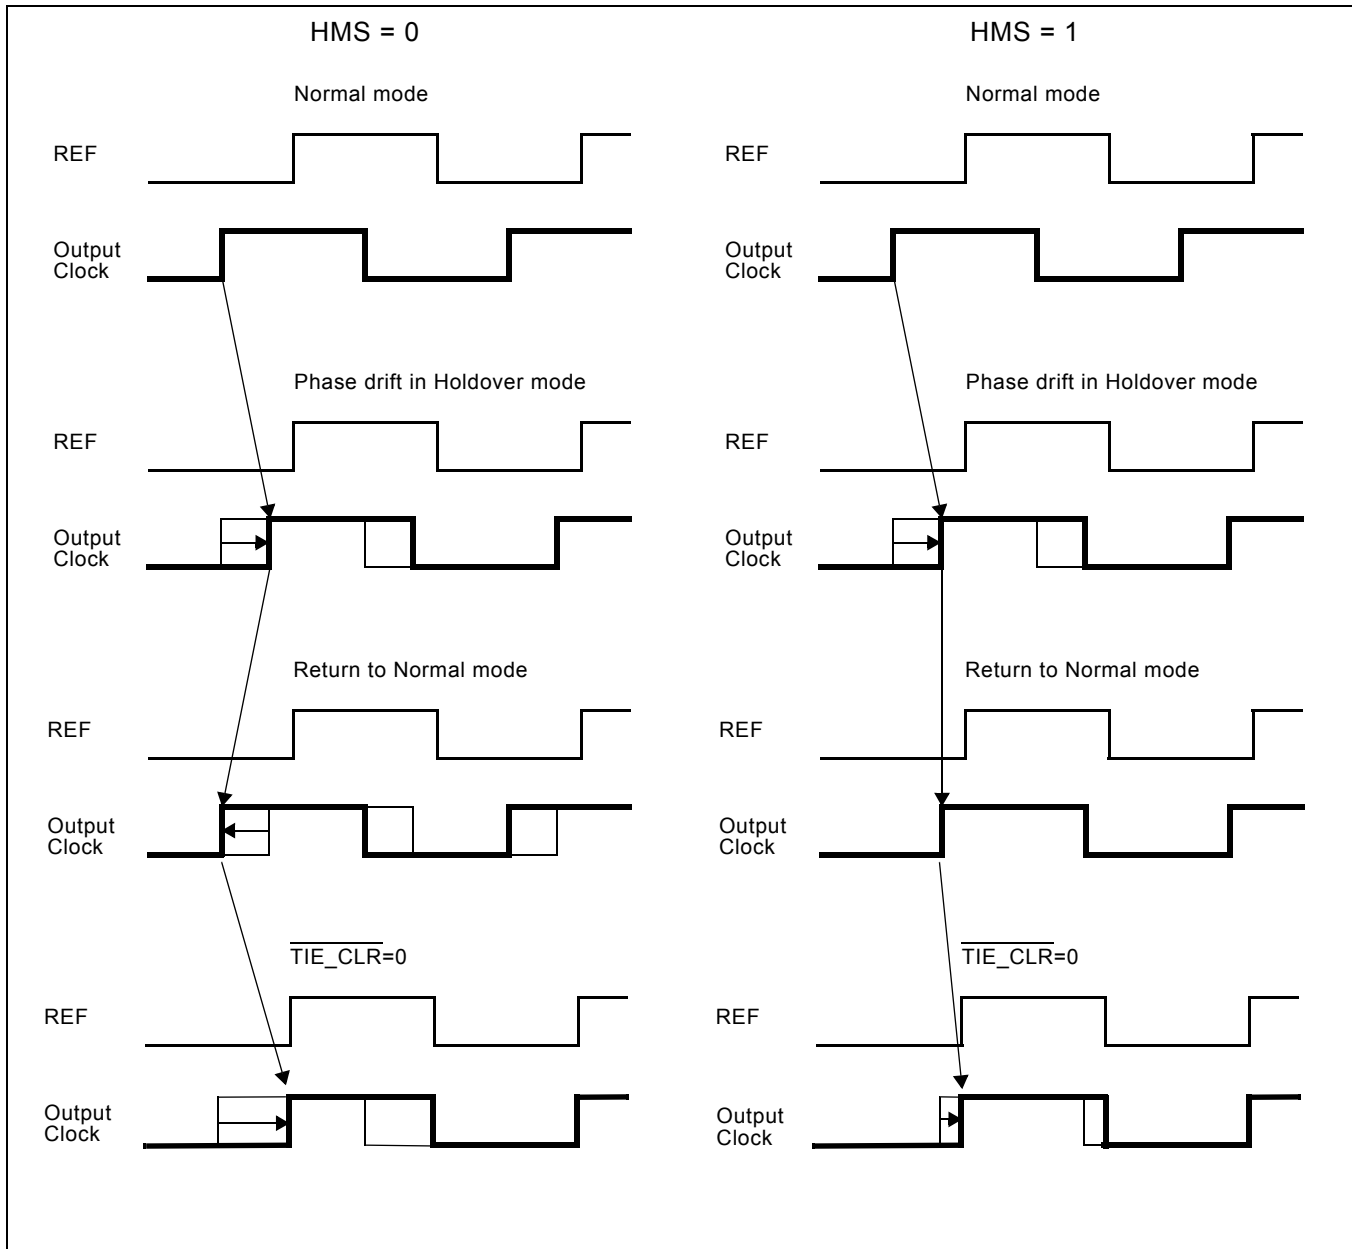 HMS = 0
Normal mode
REF
Output
Clock
Phase drift in Holdover mode
REF
Output
Clock
Return to Normal mode
REF
Output
Clock
TIE_CLR=0
REF
Output
Clock
HMS = 1
Normal mode
REF
Output
Clock
Phase drift in Holdover mode
REF
Output
Clock
Return to Normal mode
REF
Output
Clock
TIE_CLR=0
REF
Output
Clock